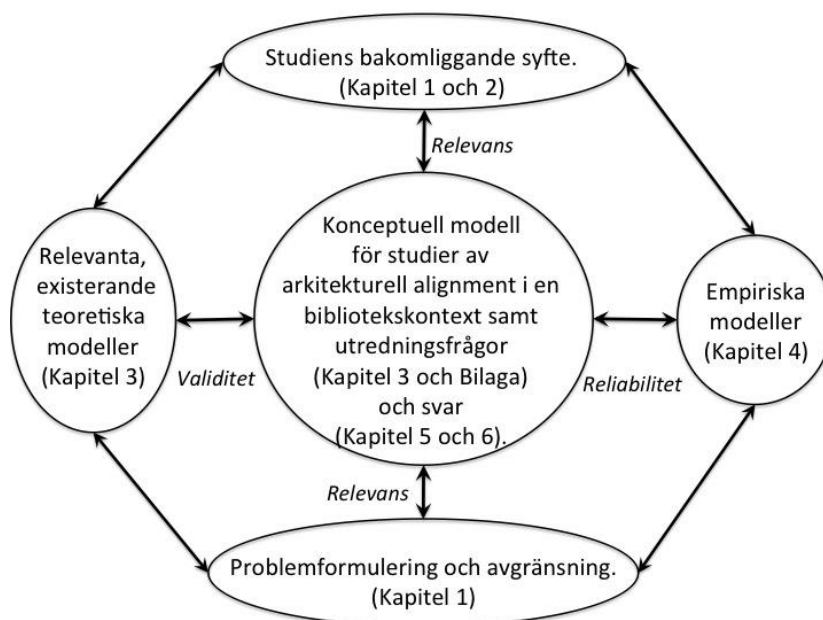 Studiens bakomliggande syfte.
(Kapitel 1 och 2)
Relevans
Relevanta,
existerande
teoretiska
modeller
(Kapitel 3)
Validitet
Konceptuell modell
för studier av
arkitekturell alignment i en
bibliotekskontext samt
utredningsfrågor
(Kapitel 3 och Bilaga)
och svar
(Kapitel 5 och 6).
Reliabilitet
Empiriska
modeller
(Kapitel 4)
Relevans
Problemformulering och avgränsning.
(Kapitel 1)